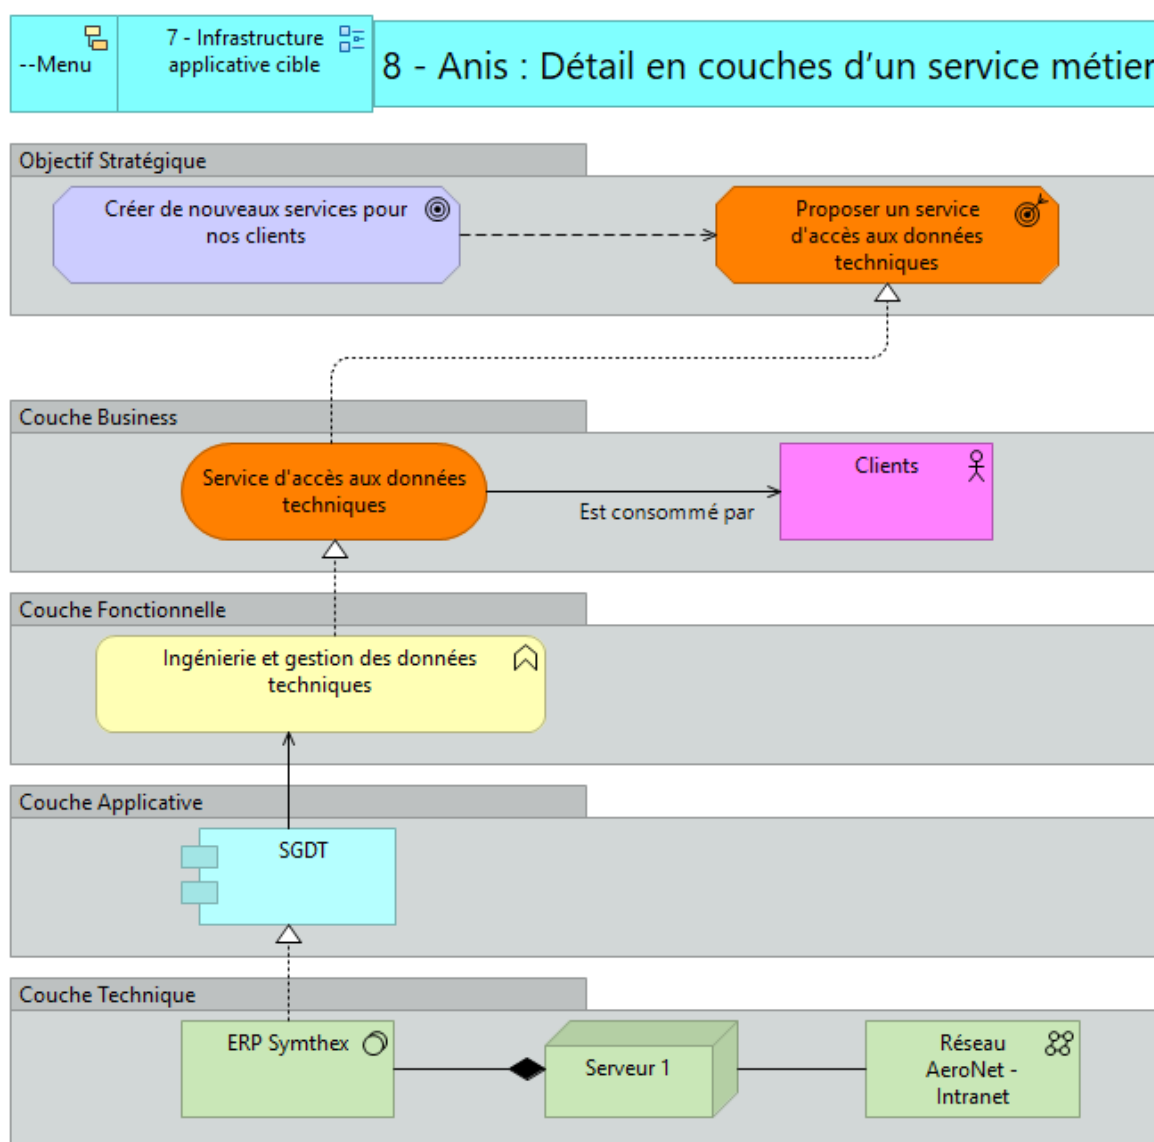 --Menu
7 - Infrastructure
applicative cible
8 - Anis : Détail en couches d’un service métier
Objectif Stratégique
Créer de nouveaux services pour
nos clients
Proposer un service
d'accès aux données
techniques
Couche Business
Service d'accès aux données
techniques
Est consommé par
Clients
Couche Fonctionnelle
Ingénierie et gestion des données
techniques
Couche Applicative
SGDT
Couche Technique
ERP Symthex
Serveur 1
Réseau
AeroNet -
Intranet